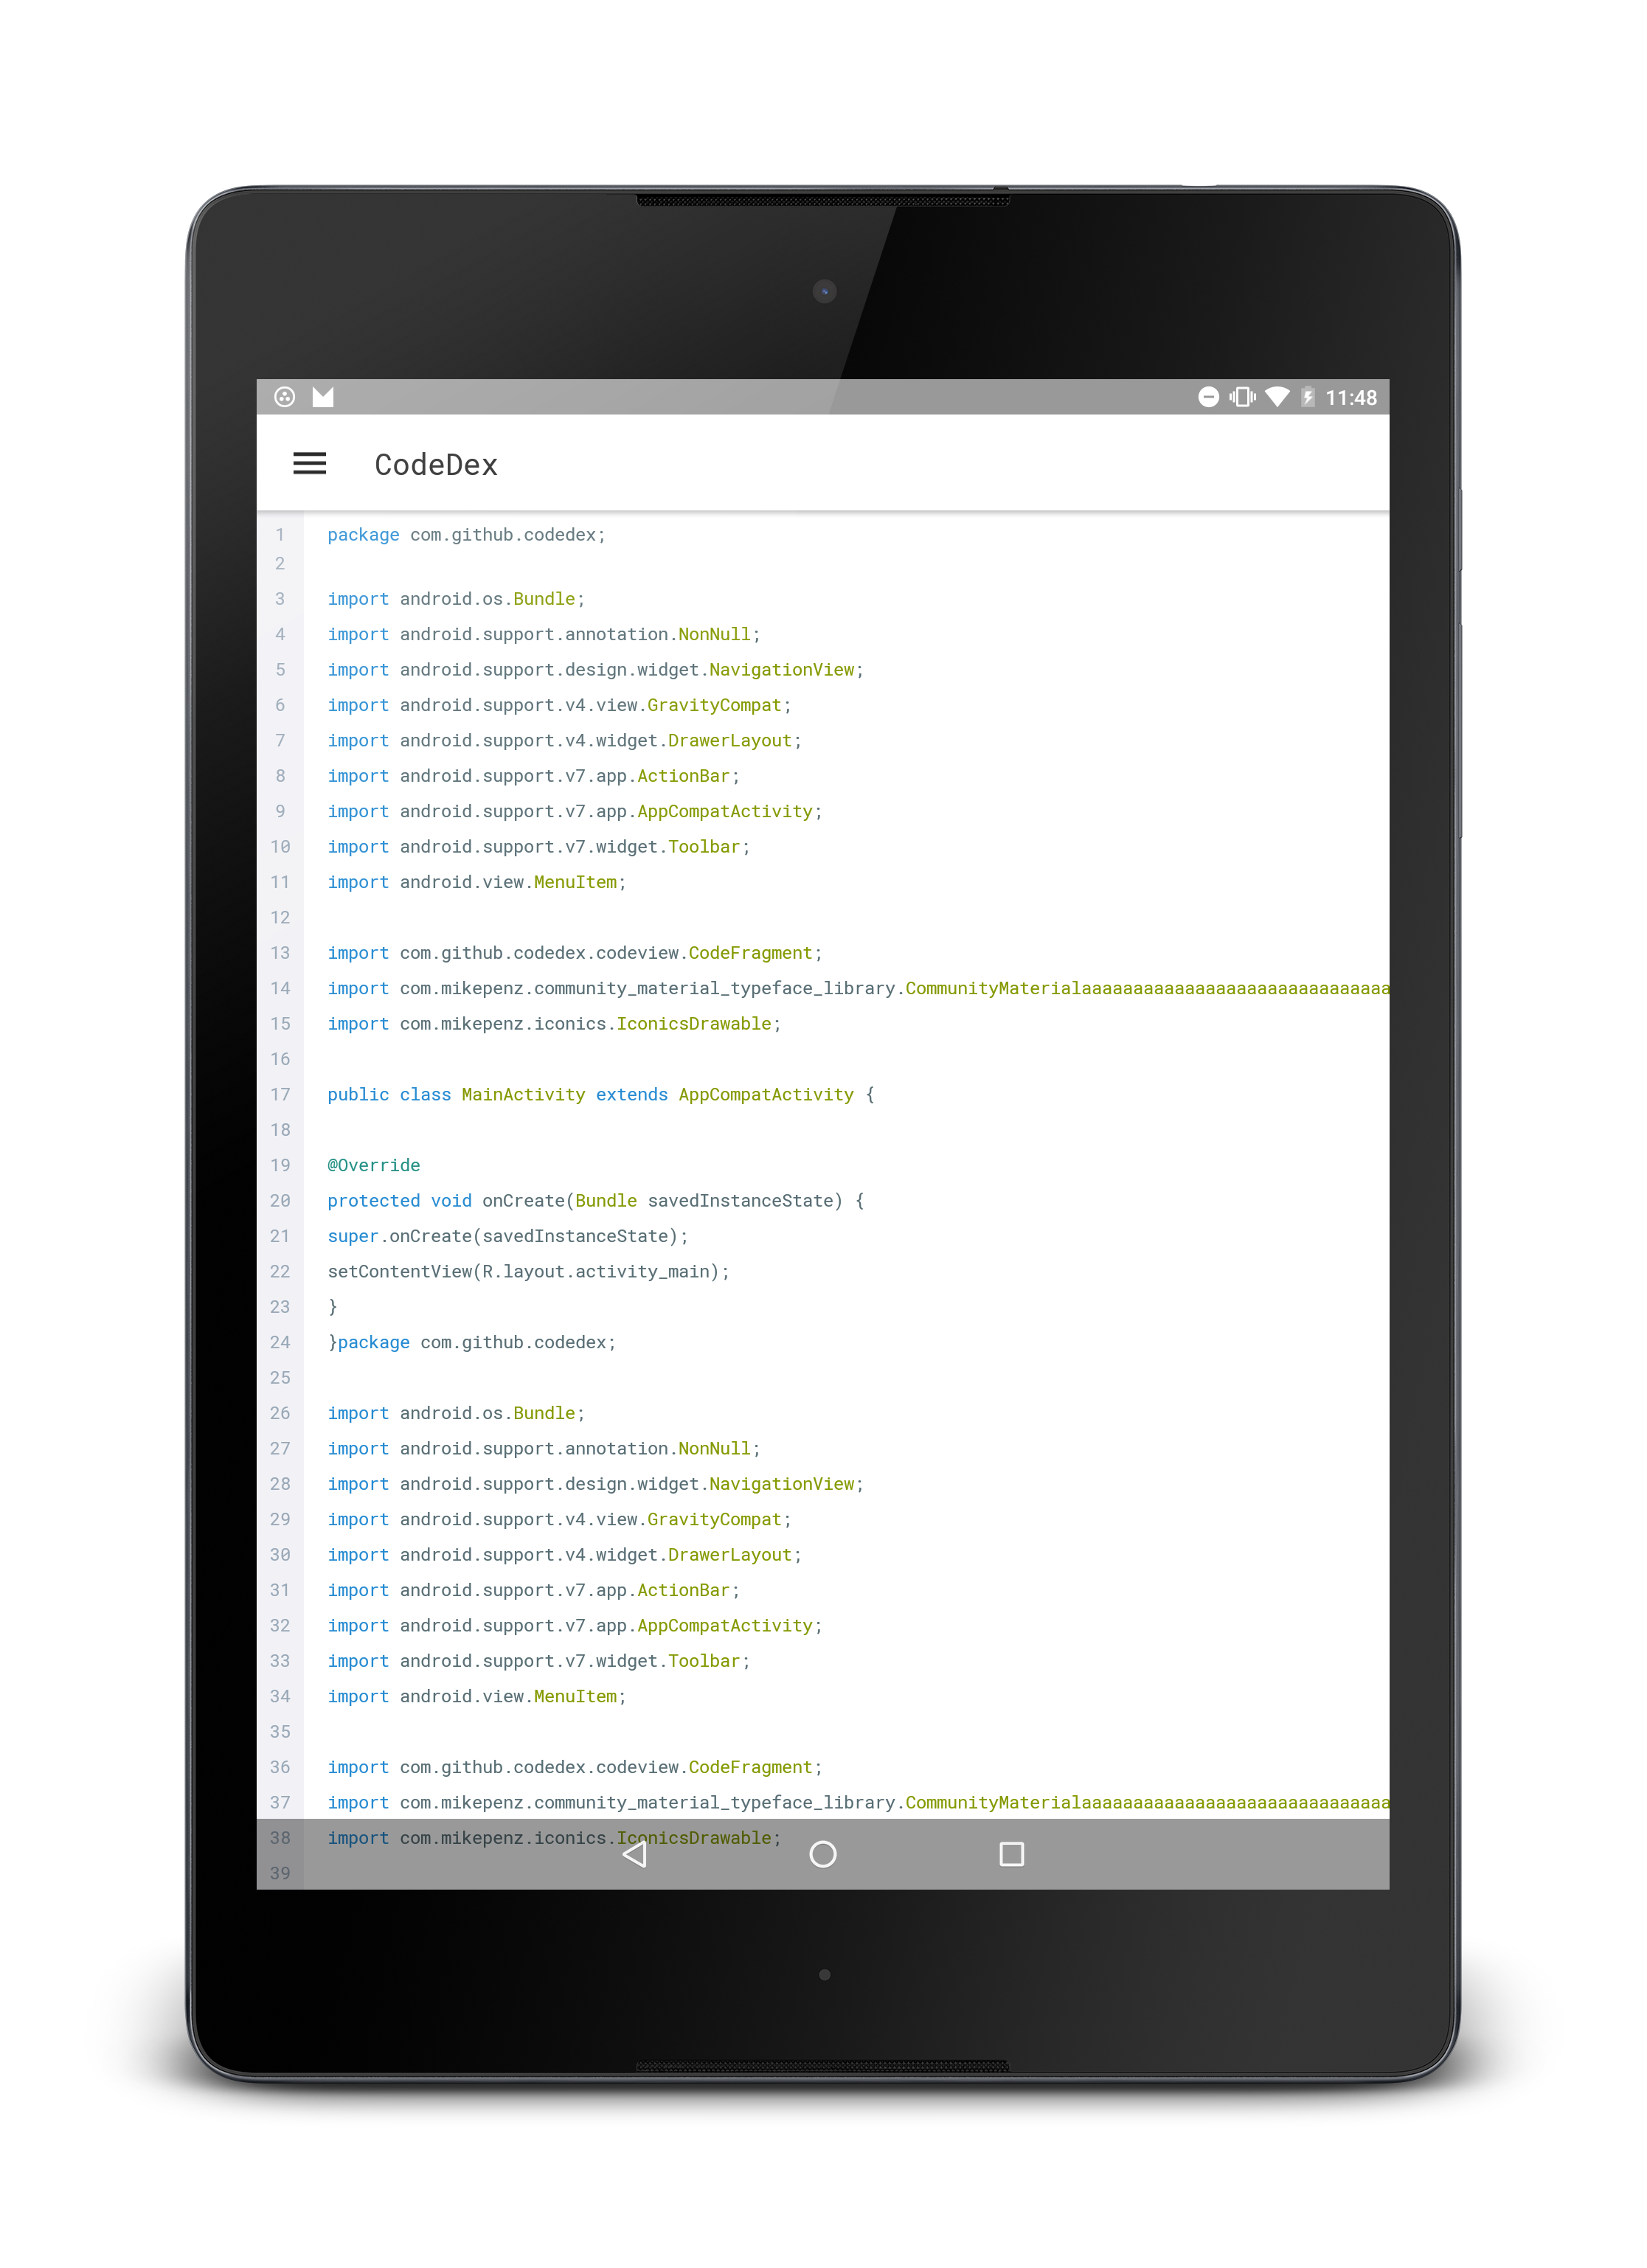 11:48
CodeDex
1 package com.github.codedex;
2
3 import android.os.Bundle;
4 import android.support.annotation.NonNull;
5 import android.support.design.widget.NavigationView;
6 import android.support.v4.view.GravityCompat;
7 import android.support.v4.widget.DrawerLayout;
8 import android.support.v7.app.ActionBar;
9 import android.support.v7.app.AppCompatActivity;
10 import android.support.v7.widget.Toolbar;
11 import android.view.MenuItem;
12
13 import com.github.codedex.codeview.CodeFragment;
14 import com.mikepenz.community_material_typeface_library.CommunityMaterialaaaaaaaaaaaaaaaaaaaaaaaaaaaaa
15 import com.mikepenz.iconics.IconicsDrawable;
16
17 public class MainActivity extends AppCompatActivity {
18
19 @Override
20 protected void onCreate(Bundle savedInstanceState) {
21 super.onCreate(savedInstanceState);
22 setContentView(R.layout.activity_main);
23 }
24 }package com.github.codedex;
25
26 import android.os.Bundle;
27 import android.support.annotation.NonNull;
28 import android.support.design.widget.NavigationView;
29 import android.support.v4.view.GravityCompat;
30 import android.support.v4.widget.DrawerLayout;
31 import android.support.v7.app.ActionBar;
32 import android.support.v7.app.AppCompatActivity;
33 import android.support.v7.widget.Toolbar;
34 import android.view.MenuItem;
35
36 import com.github.codedex.codeview.CodeFragment;
37 import com.mikepenz.community_material_typeface_library.CommunityMaterialaaaaaaaaaaaaaaaaaaaaaaaaaaaaa
38 import com.mikepenz.iconics.IconicsDrawable;
39